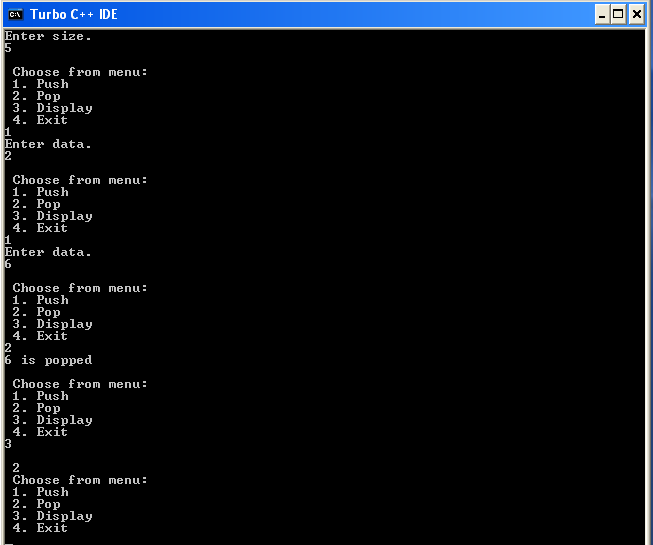 Turbo C++ IDE
Enter size.
5
Choose from menu:
1. Push
2. Pop
3. Display
4. Exit
1
Enter data.
2
Choose from menu:
1. Push
2. Pop
3. Display
4. Exit
1
Enter data.
6
Choose from menu:
1. Push
2. Pop
3. Display
4. Exit
2
6 is popped
Choose from menu:
1. Push
2. Pop
3. Display
4. Exit
3
2
Choose from menu:
1. Push
2. Pop
3. Display
4. Exit